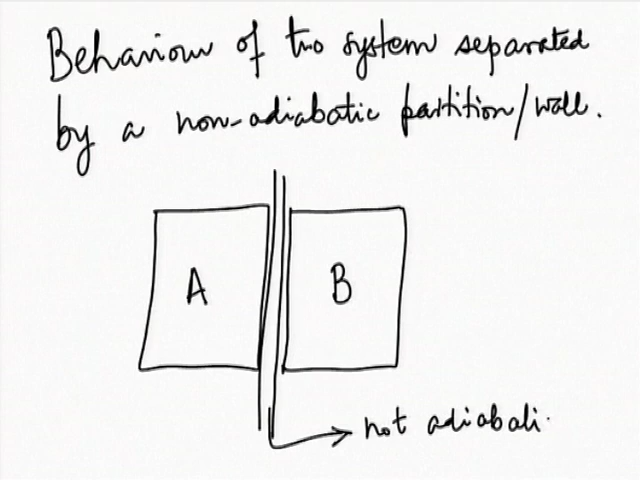 Behaviour of two system separated
by a non-adiabatic partition/wall.
A
B
not adiabati.